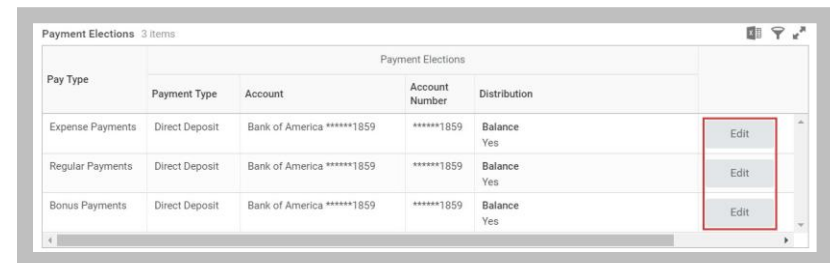 Payment Elections 3 items
Payment Elections
Pay Type
Payment Type Account Account Number Distribution
Expense Payments Direct Deposit Bank of America ******1859 ******1859 Balance Edit
Yes
Regular Payments Direct Deposit Bank of America ******1859 ******1859 Balance Edit
Yes
Bonus Payments Direct Deposit Bank of America ******1859 ******1859 Balance Edit
Yes